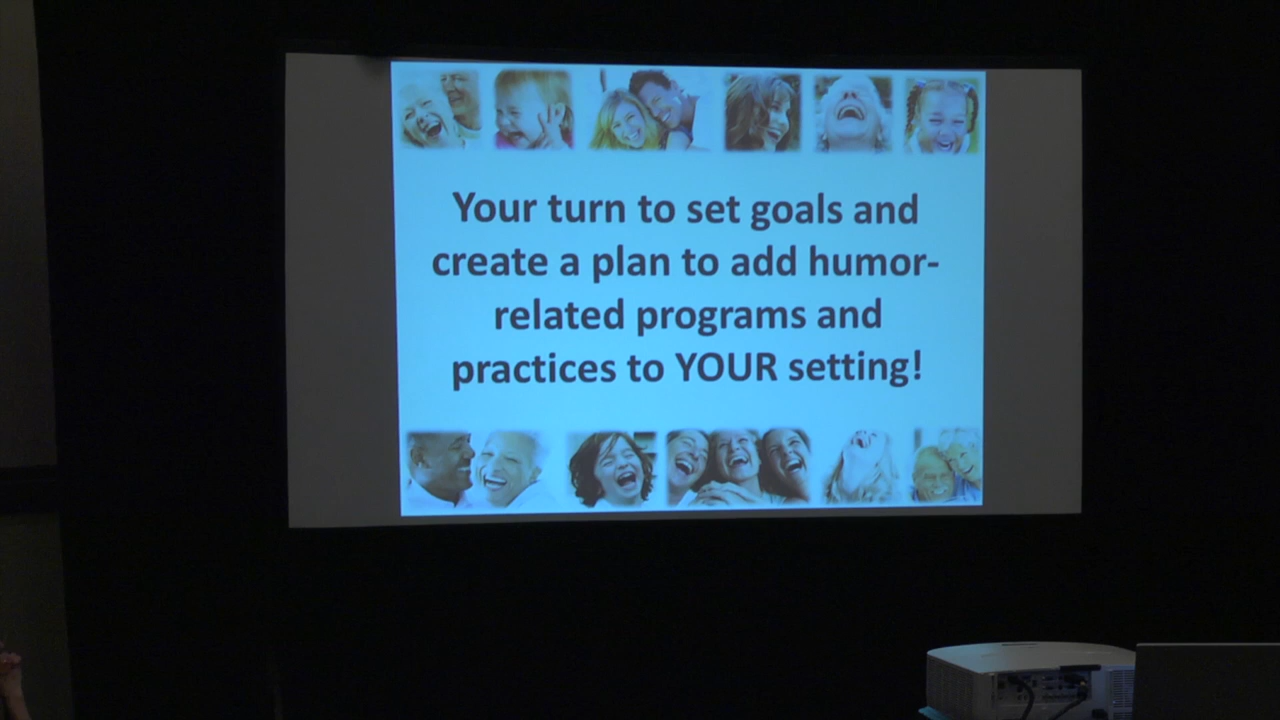 Your turn to set goals and
create a plan to add humor-
related programs and
practices to YOUR setting!